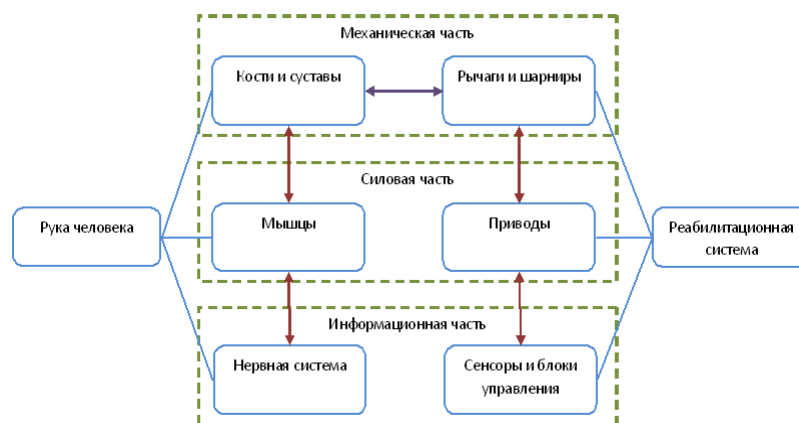 Механическая часть
Кости и суставы
Рычаги и шарниры
Силовая часть
Рука человека
Мышцы
Приводы
Реабилитационная
система
Информационная часть
Нервная система
Сенсоры и блоки
управления